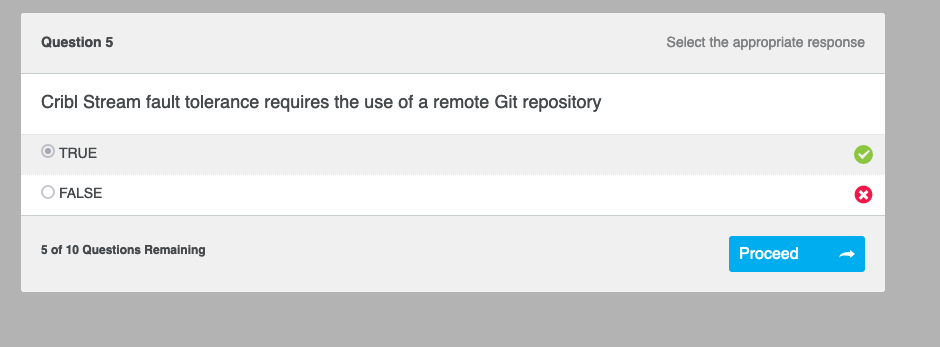 Question 5
Select the appropriate response
Cribl Stream fault tolerance requires the use of a remote Git repository
TRUE
FALSE
5 of 10 Questions Remaining
Proceed